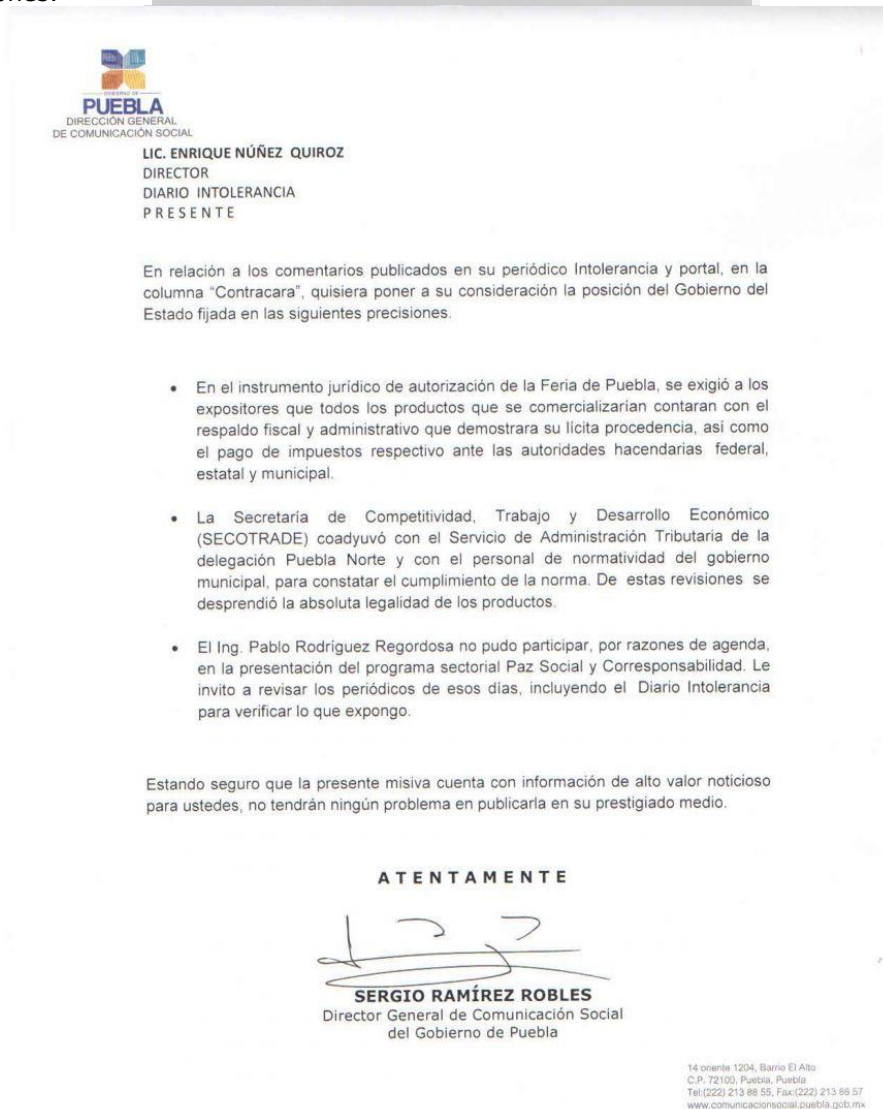 GOBIERNO DE
PUEBLA
DIRECCIÓN GENERAL
DE COMUNICACIÓN SOCIAL
LIC. ENRIQUE NÚÑEZ QUIROZ
DIRECTOR
DIARIO INTOLERANCIA
P R E S E N T E
En relación a los comentarios publicados en su periódico Intolerancia y portal, en la
columna "Contracara", quisiera poner a su consideración la posición del Gobierno del
Estado fijada en las siguientes precisiones.
• En el instrumento jurídico de autorización de la Feria de Puebla, se exigió a los
expositores que todos los productos que se comercializarían contaran con el
respaldo fiscal y administrativo que demostrara su lícita procedencia, así como
el pago de impuestos respectivo ante las autoridades hacendarias federal,
estatal y municipal.
• La Secretaría de Competitividad, Trabajo y Desarrollo Económico
(SECOTRADE) coadyuvó con el Servicio de Administración Tributaria de la
delegación Puebla Norte y con el personal de normatividad del gobierno
municipal, para constatar el cumplimiento de la norma. De estas revisiones se
desprendió la absoluta legalidad de los productos.
• El Ing. Pablo Rodríguez Regordosa no pudo participar, por razones de agenda,
en la presentación del programa sectorial Paz Social y Corresponsabilidad. Le
invito a revisar los periódicos de esos días, incluyendo el Diario Intolerancia
para verificar lo que expongo.
Estando seguro que la presente misiva cuenta con información de alto valor noticioso
para ustedes, no tendrán ningún problema en publicarla en su prestigiado medio.
A T E N T A M E N T E
SERGIO RAMÍREZ ROBLES
Director General de Comunicación Social
del Gobierno de Puebla
14 oriente 1204, Barrio El Alto
C.P. 72100, Puebla, Puebla
Tel:(222) 213 88 55, Fax:(222) 213 88 57
www.comunicacionsocial.puebla.gob.mx